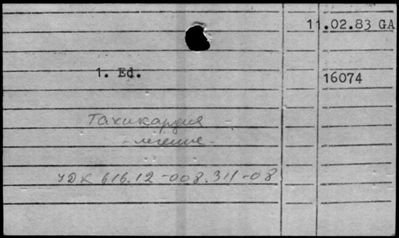 11.02.83 GA
1. Ed. 16074
Тахикардия
- лечение -
УДК 616.12-008.311-08